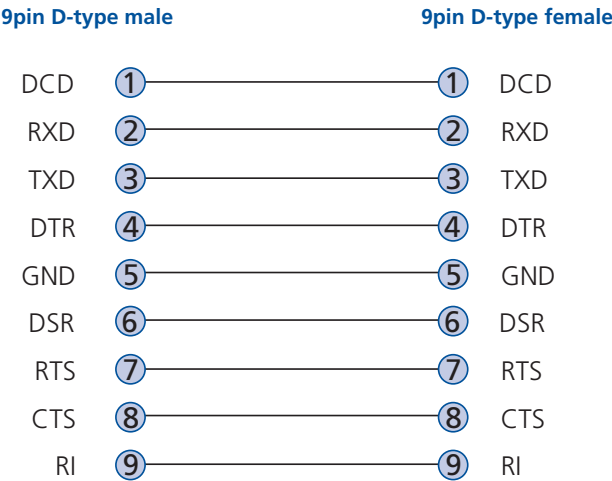 9pin D-type male 9pin D-type female
DCD 1 1 DCD
RXD 2 2 RXD
TXD 3 3 TXD
DTR 4 4 DTR
GND 5 5 GND
DSR 6 6 DSR
RTS 7 7 RTS
CTS 8 8 CTS
RI 9 9 RI